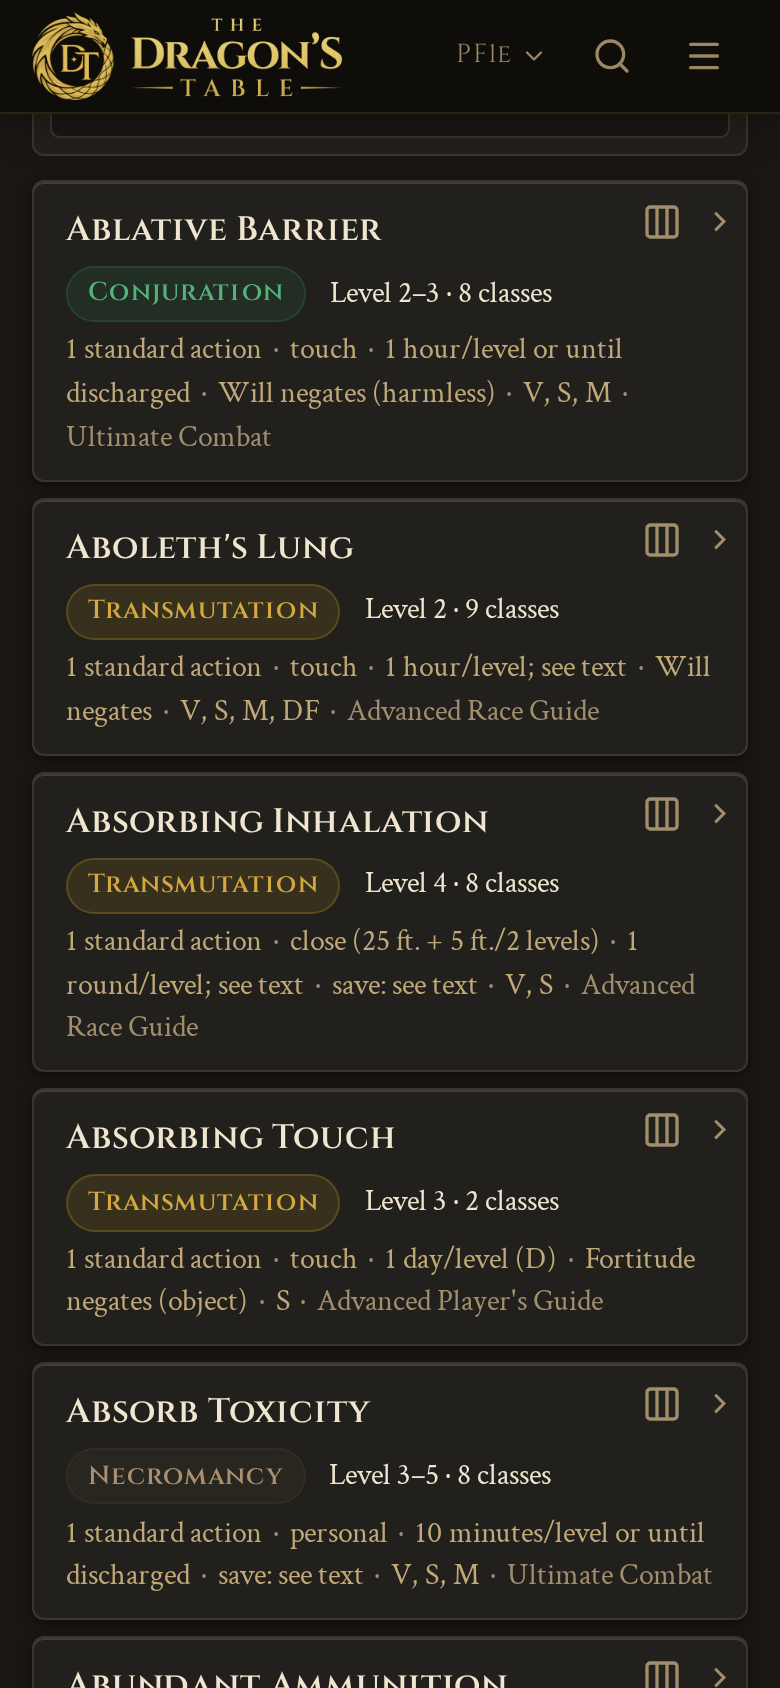 THE
DRAGON'S
TABLE
DT
PF1E
ABLATIVE BARRIER
CONJURATION
Level 2–3 · 8 classes
1 standard action · touch · 1 hour/level or until
discharged · Will negates (harmless) · V, S, M ·
Ultimate Combat
ABOLETH'S LUNG
TRANSMUTATION
Level 2 · 9 classes
1 standard action · touch · 1 hour/level; see text · Will
negates · V, S, M, DF · Advanced Race Guide
ABSORBING INHALATION
TRANSMUTATION
Level 4 · 8 classes
1 standard action · close (25 ft. + 5 ft./2 levels) · 1
round/level; see text · save: see text · V, S · Advanced
Race Guide
ABSORBING TOUCH
TRANSMUTATION
Level 3 · 2 classes
1 standard action · touch · 1 day/level (D) · Fortitude
negates (object) · S · Advanced Player's Guide
ABSORB TOXICITY
NECROMANCY
Level 3–5 · 8 classes
1 standard action · personal · 10 minutes/level or until
discharged · save: see text · V, S, M · Ultimate Combat
ABUNDANT AMMUNITION